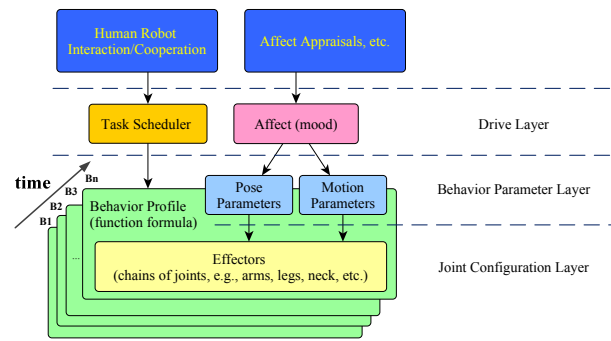 Human Robot
Interaction/Cooperation
Affect Appraisals, etc.
Task Scheduler
Affect (mood)
Drive Layer
time
Bn
B3
B2
B1
Pose
Parameters
Motion
Parameters
Behavior Parameter Layer
Behavior Profile
(function formula)
...
Effectors
(chains of joints, e.g., arms, legs, neck, etc.)
Joint Configuration Layer